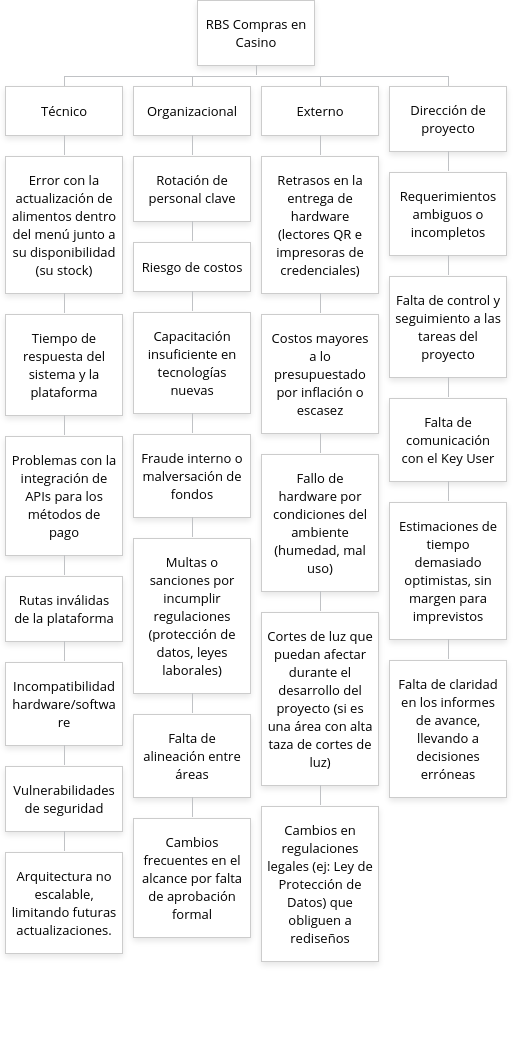 RBS Compras en
Casino
Técnico
Error con la
actualización de
alimentos dentro
del menú junto a
su disponibilidad
(su stock)
Tiempo de
respuesta del
sistema y la
plataforma
Problemas con la
integración de
APIs para los
métodos de
pago
Rutas inválidas
de la plataforma
Incompatibilidad
hardware/softwa
re
Vulnerabilidades
de seguridad
Arquitectura no
escalable,
limitando futuras
actualizaciones.
Organizacional
Rotación de
personal clave
Riesgo de costos
Capacitación
insuficiente en
tecnologías
nuevas
Fraude interno o
malversación de
fondos
Multas o
sanciones por
incumplir
regulaciones
(protección de
datos, leyes
laborales)
Falta de
alineación entre
áreas
Cambios
frecuentes en el
alcance por falta
de aprobación
formal
Externo
Retrasos en la
entrega de
hardware
(lectores QR e
impresoras de
credenciales)
Costos mayores
a lo
presupuestado
por inflación o
escasez
Fallo de
hardware por
condiciones del
ambiente
(humedad, mal
uso)
Cortes de luz que
puedan afectar
durante el
desarrollo del
proyecto (si es
una área con alta
taza de cortes de
luz)
Cambios en
regulaciones
legales (ej: Ley de
Protección de
Datos) que
obliguen a
rediseños
Dirección de
proyecto
Requerimientos
ambiguos o
incompletos
Falta de control y
seguimiento a las
tareas del
proyecto
Falta de
comunicación
con el Key User
Estimaciones de
tiempo
demasiado
optimistas, sin
margen para
imprevistos
Falta de claridad
en los informes
de avance,
llevando a
decisiones
erróneas